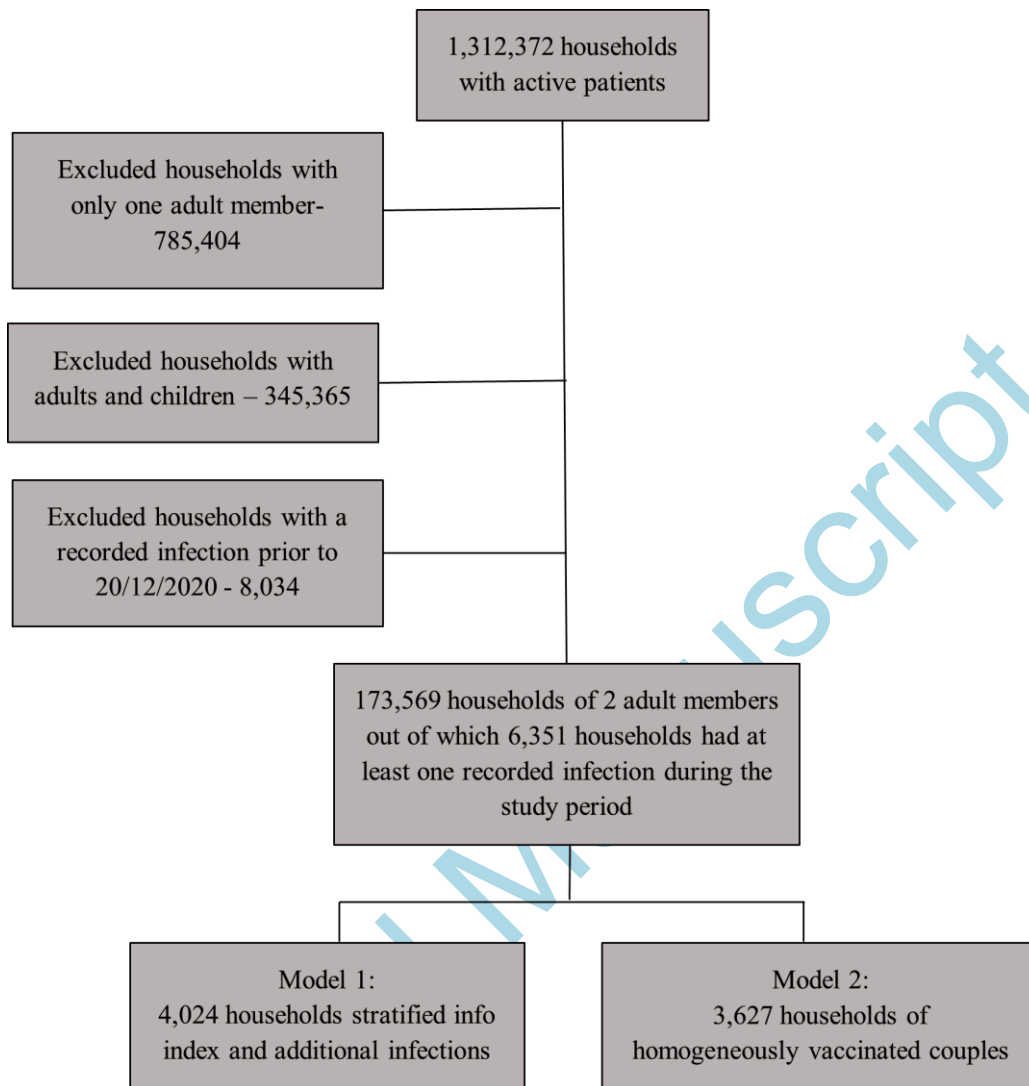 1,312,372 households
with active patients
Excluded households with
only one adult member-
785,404
Excluded households with
adults and children – 345,365
Excluded households with a
recorded infection prior to
20/12/2020 - 8,034
173,569 households of 2 adult members
out of which 6,351 households had at
least one recorded infection during the
study period
Model 1:
4,024 households stratified info
index and additional infections
Model 2:
3,627 households of
homogeneously vaccinated couples